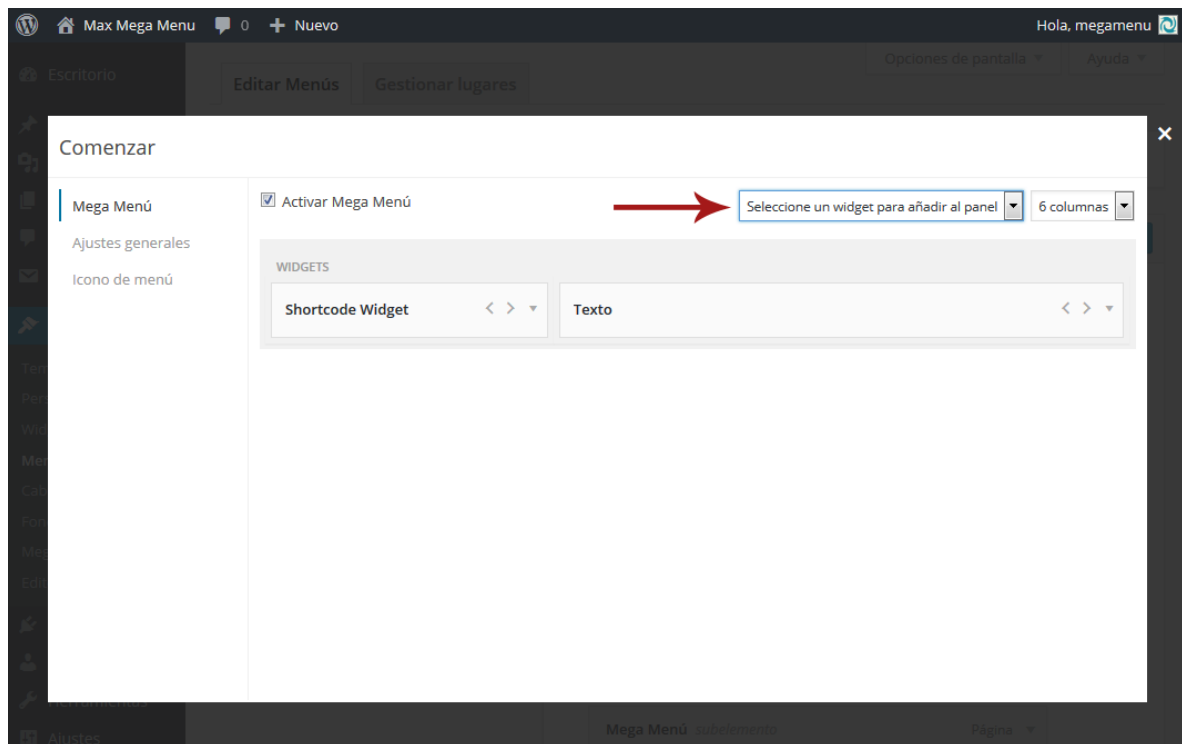 Max Mega Menu 0 Nuevo Hola, megamenu
Escritorio
Opciones de pantalla Ayuda
Editar Menús Gestionar lugares
Comenzar
Mega Menú
Ajustes generales
Icono de menú
Activar Mega Menú
Seleccione un widget para añadir al panel 6 columnas
WIDGETS
Shortcode Widget Texto
Herramientas
Ajustes
Mega Menú subelemento Página